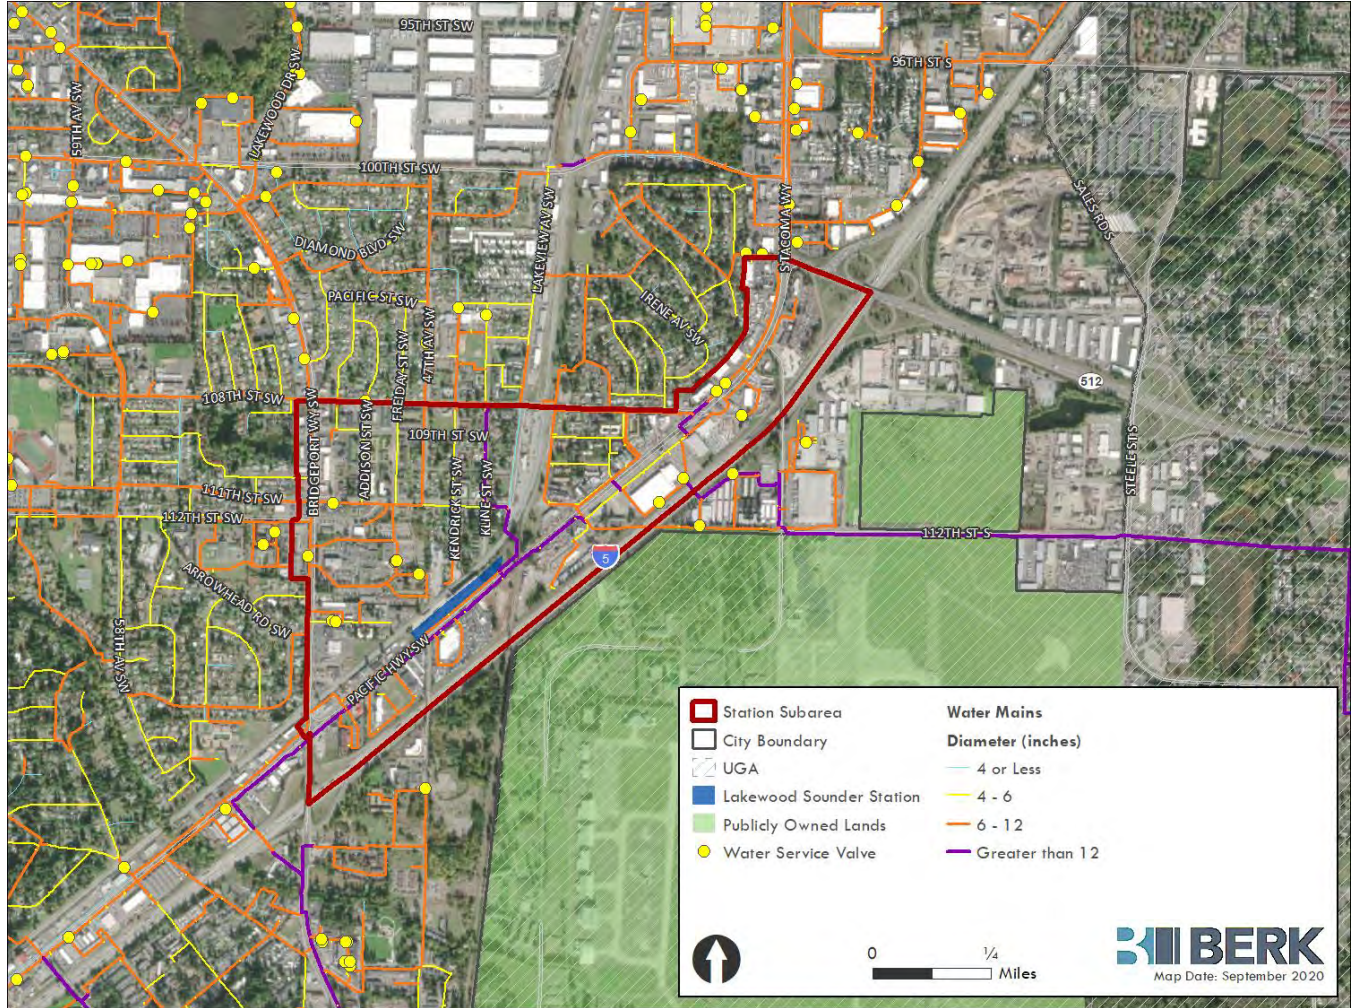 95TH ST SW
96TH ST S
59TH AV SW
LAKEWOOD DR SW
100TH ST SW
SALES RD S
LAKEVIEW AV SW
S TACOMA WY
DIAMOND BLVD SW
PACIFIC ST SW
IRENE AV SW
47TH AV SW
FREIDAY ST SW
512
108TH ST SW
BRIDGEPORT WY SW
ADDISON ST SW
109TH ST SW
STEELE ST S
111TH ST SW
KENDRICK ST SW
KLINE ST SW
112TH ST SW
112TH ST S
5
ARROWHEAD RD SW
58TH AV SW
PACIFIC HWY SW
Station Subarea
City Boundary
UGA
Lakewood Sounder Station
Publicly Owned Lands
Water Service Valve
Water Mains
Diameter (inches)
4 or Less
4 - 6
6 - 12
Greater than 12
0 ¼
Miles
BERK
Map Date: September 2020